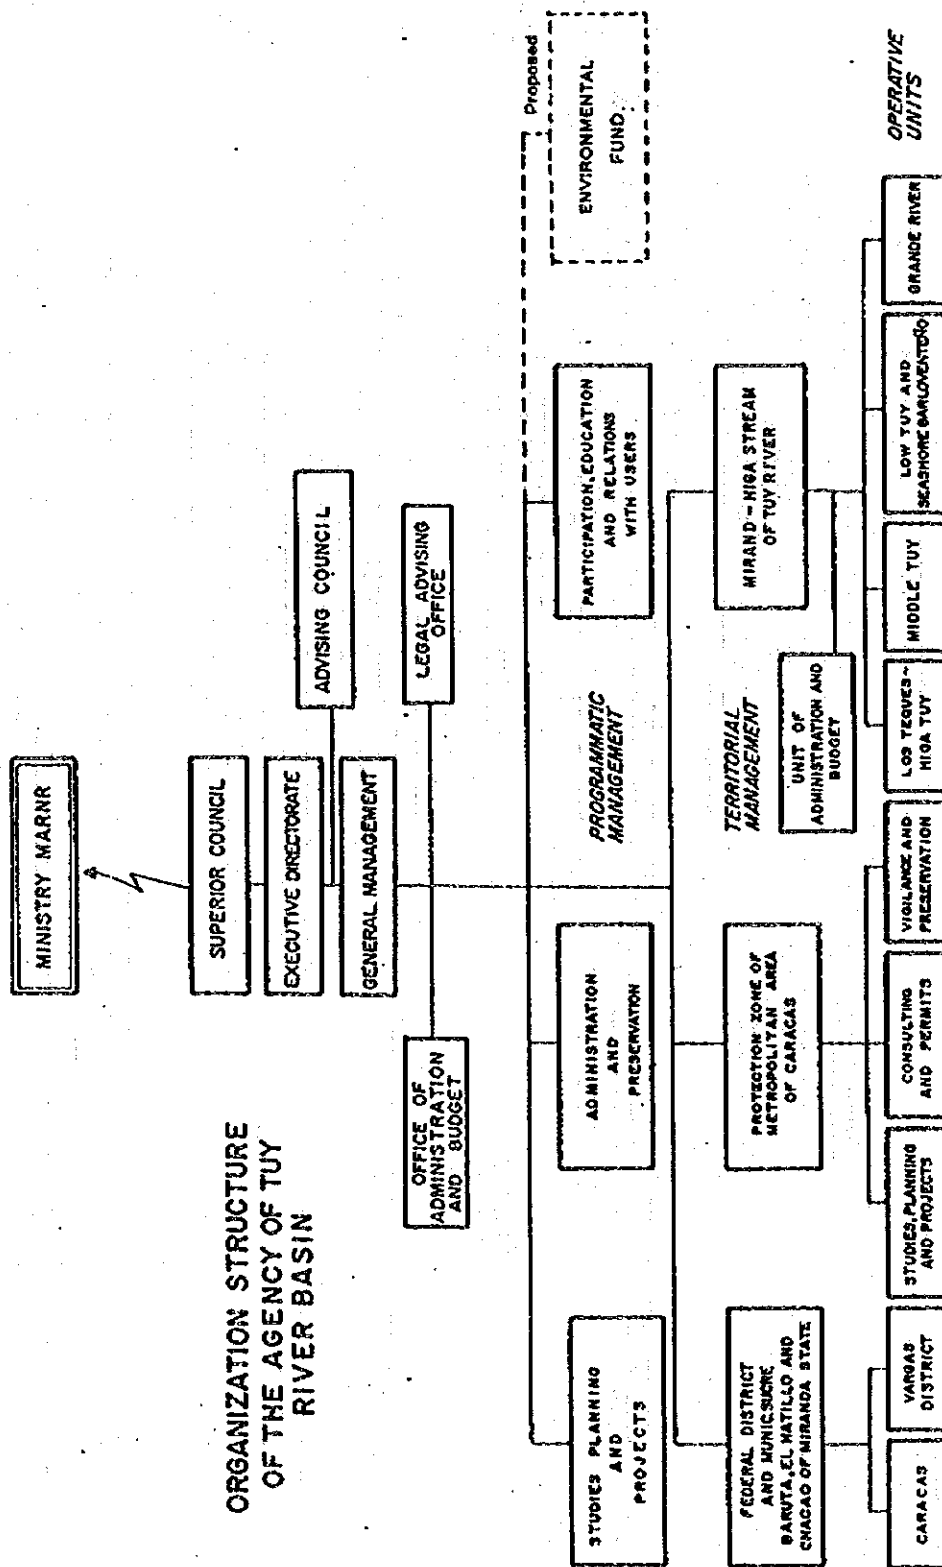 ORGANIZATION STRUCTURE
OF THE AGENCY OF TUY
RIVER BASIN
MINISTRY MARNR
SUPERIOR COUNCIL
EXECUTIVE DIRECTORATE
ADVISING COUNCIL
GENERAL MANAGEMENT
OFFICE OF
ADMINISTRATION
AND BUDGET
LEGAL ADVISING
OFFICE
Proposed
STUDIES PLANNING
AND
PROJECTS
ADMINISTRATION
AND
PRESERVATION
PROGRAMMATIC
MANAGEMENT
PARTICIPATION, EDUCATION
AND RELATIONS
WITH USERS
ENVIRONMENTAL
FUND.
FEDERAL DISTRICT
AND MUNIC.SUCRE,
BARUTA, EL HATILLO AND
CHACAO OF MIRANDA STATE
PROTECTION ZONE OF
METROPOLITAN AREA
OF CARACAS
TERRITORIAL
MANAGEMENT
MIRAND - HIGA STREAM
OF TUY RIVER
UNIT OF
ADMINISTRATION AND
BUDGET
CARACAS
VARGAS
DISTRICT
STUDIES, PLANNING
AND PROJECTS
CONSULTING
AND PERMITS
VIGILANCE AND
PRESERVATION
LOS TEQUES-
HIGA TUY
MIDDLE TUY
LOW TUY AND
SEASHORE BARLOVENTEÑO
GRANDE RIVER
OPERATIVE
UNITS